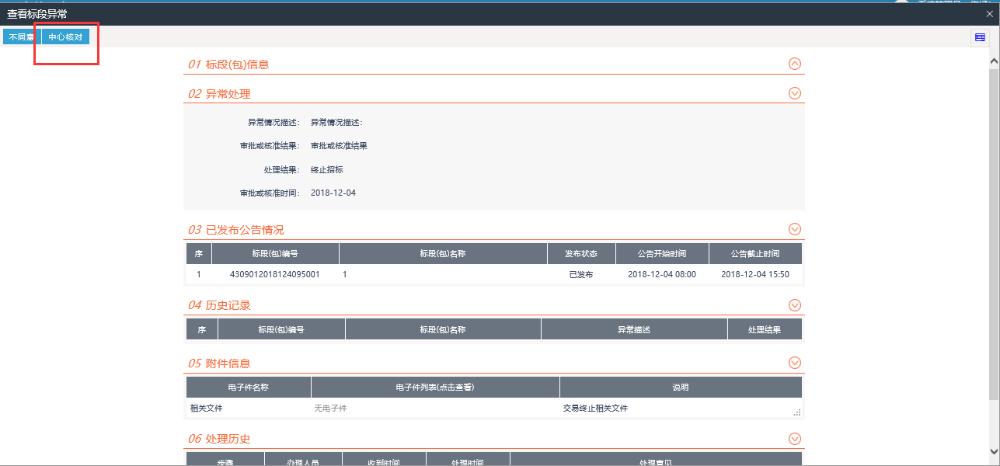 查看标段异常
不同意 中心核对
01 标段(包)信息
02 异常处理
异常情况描述： 异常情况描述：
审批或核准结果： 审批或核准结果
处理结果： 终止招标
审批或核准时间： 2018-12-04
03 已发布公告情况
序 标段(包)编号 标段(包)名称 发布状态 公告开始时间 公告截止时间
1 4309012018124095001 1 已发布 2018-12-04 08:00 2018-12-04 15:50
04 历史记录
序 标段(包)编号 标段(包)名称 异常描述 处理结果
05 附件信息
电子件名称 电子件列表(点击查看) 说明
相关文件 无电子件 交易终止相关文件
06 处理历史
步骤 办理人员 收到时间 处理时间 处理意见